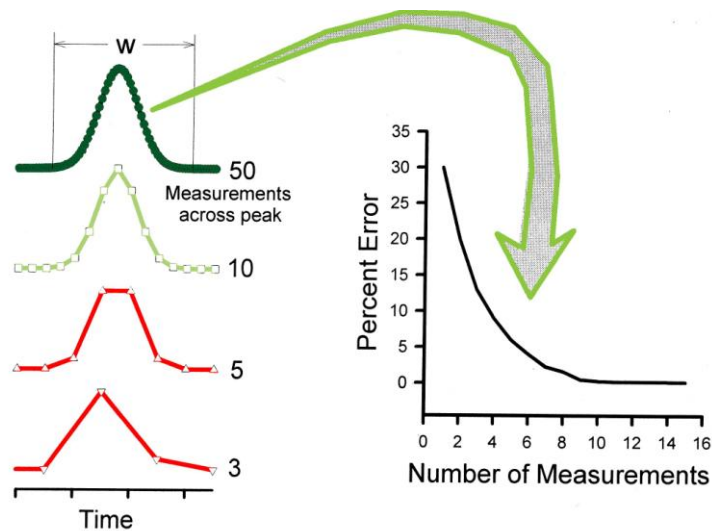 W
50
Measurements
across peak
10
5
3
Time
Percent Error
35
30
25
20
15
10
5
0
0 2 4 6 8 10 12 14 16
Number of Measurements